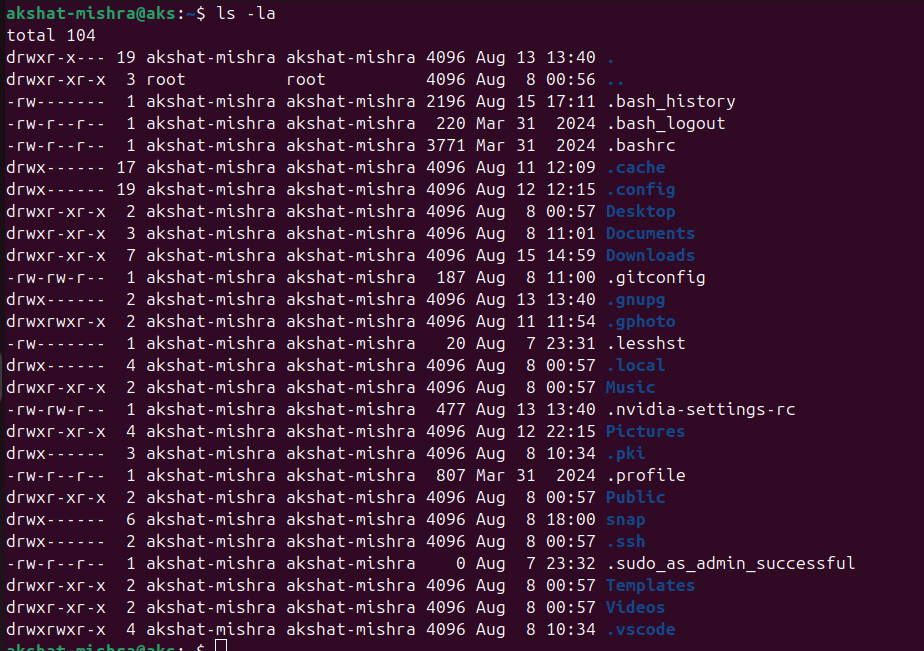 akshat-mishra@aks:~$ ls -la
total 104
drwxr-x--- 19 akshat-mishra akshat-mishra 4096 Aug 13 13:40 .
drwxr-xr-x  3 root          root          4096 Aug  8 00:56 ..
-rw-------  1 akshat-mishra akshat-mishra 2196 Aug 15 17:11 .bash_history
-rw-r--r--  1 akshat-mishra akshat-mishra  220 Mar 31  2024 .bash_logout
-rw-r--r--  1 akshat-mishra akshat-mishra 3771 Mar 31  2024 .bashrc
drwx------ 17 akshat-mishra akshat-mishra 4096 Aug 11 12:09 .cache
drwx------ 19 akshat-mishra akshat-mishra 4096 Aug 12 12:15 .config
drwxr-xr-x  2 akshat-mishra akshat-mishra 4096 Aug  8 00:57 Desktop
drwxr-xr-x  3 akshat-mishra akshat-mishra 4096 Aug  8 11:01 Documents
drwxr-xr-x  7 akshat-mishra akshat-mishra 4096 Aug 15 14:59 Downloads
-rw-rw-r--  1 akshat-mishra akshat-mishra  187 Aug  8 11:00 .gitconfig
drwx------  2 akshat-mishra akshat-mishra 4096 Aug 13 13:40 .gnupg
drwxrwxr-x  2 akshat-mishra akshat-mishra 4096 Aug 11 11:54 .gphoto
-rw-------  1 akshat-mishra akshat-mishra   20 Aug  7 23:31 .lesshst
drwx------  4 akshat-mishra akshat-mishra 4096 Aug  8 00:57 .local
drwxr-xr-x  2 akshat-mishra akshat-mishra 4096 Aug  8 00:57 Music
-rw-rw-r--  1 akshat-mishra akshat-mishra  477 Aug 13 13:40 .nvidia-settings-rc
drwxr-xr-x  4 akshat-mishra akshat-mishra 4096 Aug 12 22:15 Pictures
drwx------  3 akshat-mishra akshat-mishra 4096 Aug  8 10:34 .pki
-rw-r--r--  1 akshat-mishra akshat-mishra  807 Mar 31  2024 .profile
drwxr-xr-x  2 akshat-mishra akshat-mishra 4096 Aug  8 00:57 Public
drwx------  6 akshat-mishra akshat-mishra 4096 Aug  8 18:00 snap
drwx------  2 akshat-mishra akshat-mishra 4096 Aug  8 00:57 .ssh
-rw-r--r--  1 akshat-mishra akshat-mishra    0 Aug  7 23:32 .sudo_as_admin_successful
drwxr-xr-x  2 akshat-mishra akshat-mishra 4096 Aug  8 00:57 Templates
drwxr-xr-x  2 akshat-mishra akshat-mishra 4096 Aug  8 00:57 Videos
drwxrwxr-x  4 akshat-mishra akshat-mishra 4096 Aug  8 10:34 .vscode
akshat-mishra@aks:~$